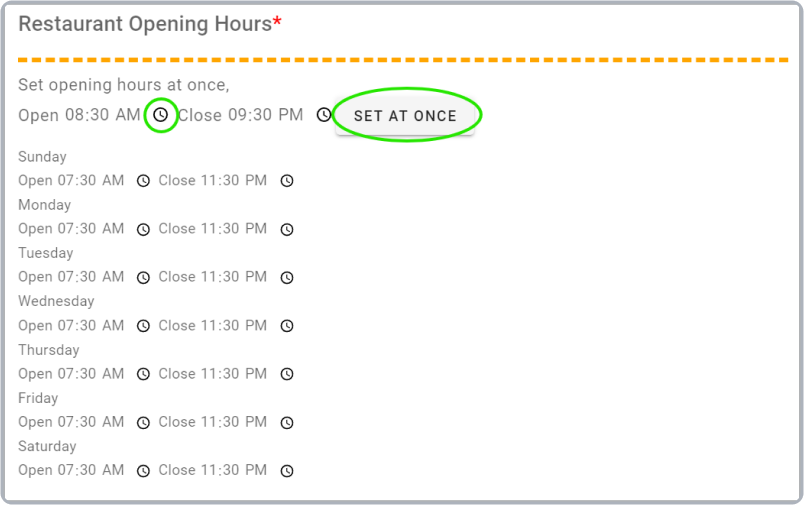 Restaurant Opening Hours*
Set opening hours at once,
Open 08:30 AM Close 09:30 PM SET AT ONCE
Sunday
Open 07:30 AM Close 11:30 PM
Monday
Open 07:30 AM Close 11:30 PM
Tuesday
Open 07:30 AM Close 11:30 PM
Wednesday
Open 07:30 AM Close 11:30 PM
Thursday
Open 07:30 AM Close 11:30 PM
Friday
Open 07:30 AM Close 11:30 PM
Saturday
Open 07:30 AM Close 11:30 PM